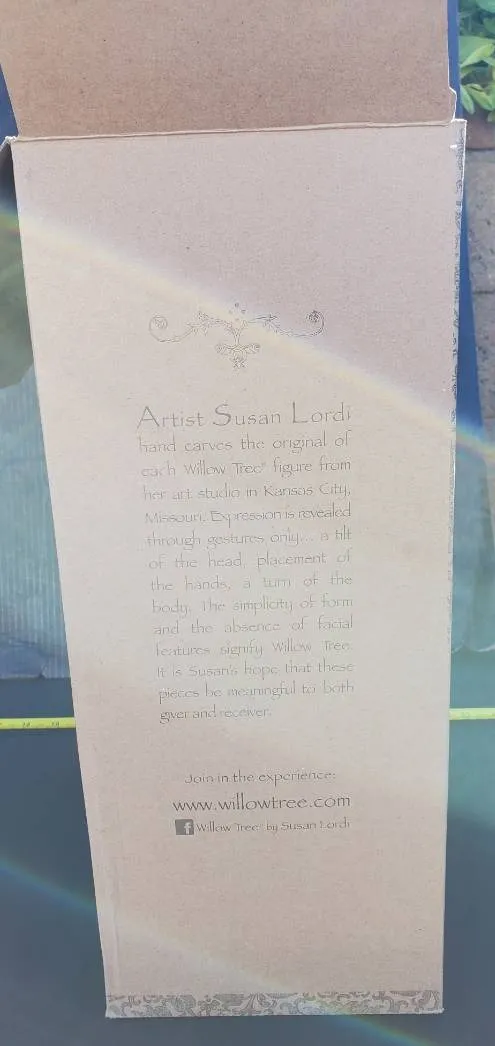 Artist Susan Lordi
hand carves the original of
each Willow Tree® figure from
her art studio in Kansas City,
Missouri. Expression is revealed
through gestures only... a tilt
of the head, placement of
the hands, a turn of the
body. The simplicity of form
and the absence of facial
features signify Willow Tree.
It is Susan's hope that these
pieces be meaningful to both
giver and receiver.
Join in the experience:
www.willowtree.com
f Willow Tree® by Susan Lordi